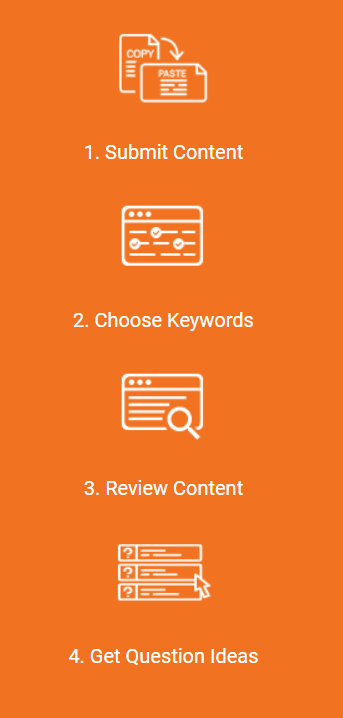 COPY
PASTE
1. Submit Content
2. Choose Keywords
3. Review Content
?
?
?
4. Get Question Ideas